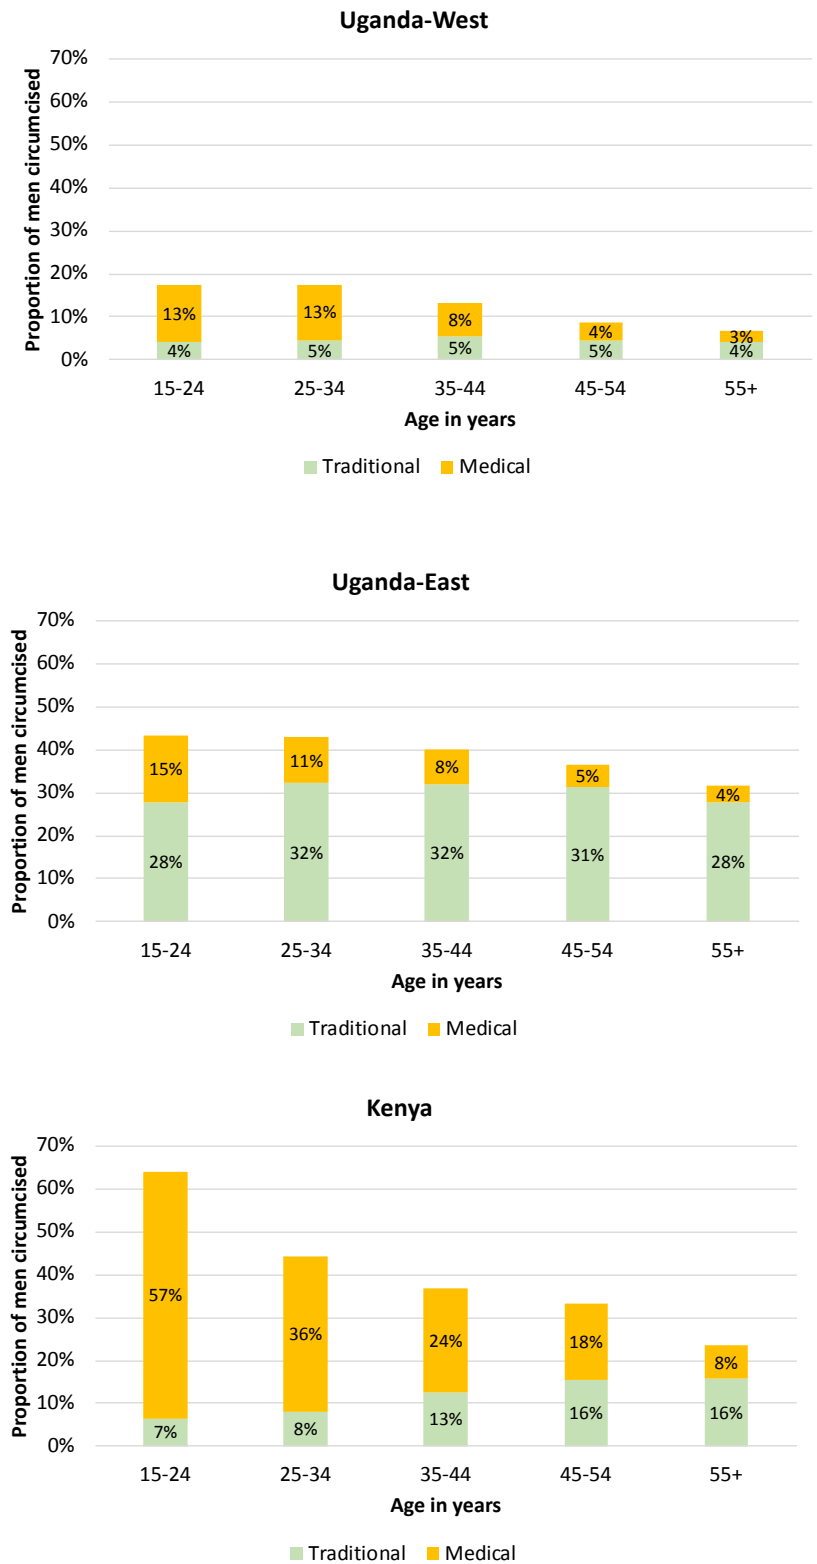 Uganda-West
Proportion of men circumcised
70%
60%
50%
40%
30%
20%
10%
0%
13% 13% 8% 4% 3%
4% 5% 5% 5% 4%
15-24 25-34 35-44 45-54 55+
Age in years
Traditional Medical
Uganda-East
Proportion of men circumcised
70%
60%
50%
40%
30%
20%
10%
0%
15% 11% 8% 5% 4%
28% 32% 32% 31% 28%
15-24 25-34 35-44 45-54 55+
Age in years
Traditional Medical
Kenya
Proportion of men circumcised
70%
60%
50%
40%
30%
20%
10%
0%
57% 36% 24% 18% 8%
7% 8% 13% 16% 16%
15-24 25-34 35-44 45-54 55+
Age in years
Traditional Medical